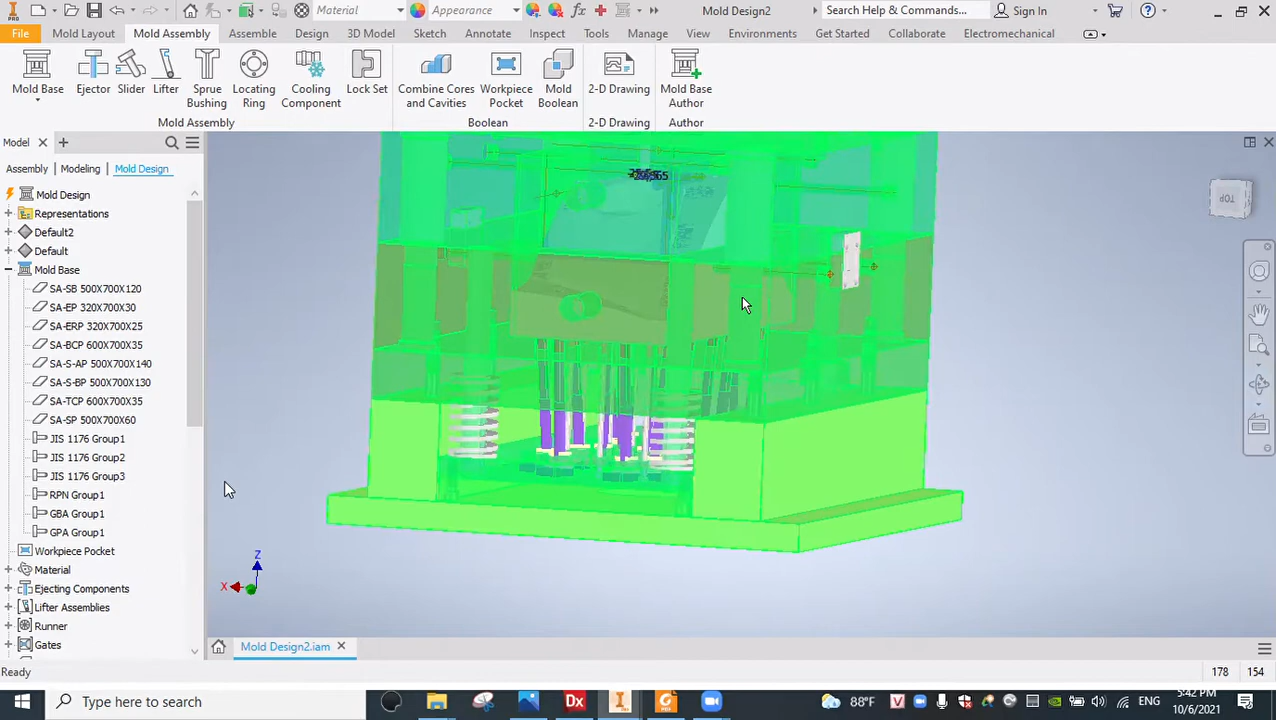 Material
Appearance
Mold Design2
Search Help & Commands...
Sign In
File
Mold Layout
Mold Assembly
Assemble
Design
3D Model
Sketch
Annotate
Inspect
Tools
Manage
View
Environments
Get Started
Collaborate
Electromechanical
Mold Base
Ejector
Slider
Lifter
Sprue Bushing
Locating Ring
Cooling Component
Lock Set
Combine Cores and Cavities
Workpiece Pocket
Mold Boolean
2-D Drawing
Mold Base Author
Mold Assembly
Boolean
2-D Drawing
Author
Model
Assembly
Modeling
Mold Design
Mold Design
Representations
Default2
Default
Mold Base
SA-SB 500X700X120
SA-EP 320X700X30
SA-ERP 320X700X25
SA-BCP 600X700X35
SA-S-AP 500X700X140
SA-S-BP 500X700X130
SA-TCP 600X700X35
SA-SP 500X700X60
JIS 1176 Group1
JIS 1176 Group2
JIS 1176 Group3
RPN Group1
GBA Group1
GPA Group1
Workpiece Pocket
Material
Ejecting Components
Lifter Assemblies
Runner
Gates
TOP
Z
X
Mold Design2.iam
Ready
178
154
Type here to search
88°F
5:42 PM
10/6/2021